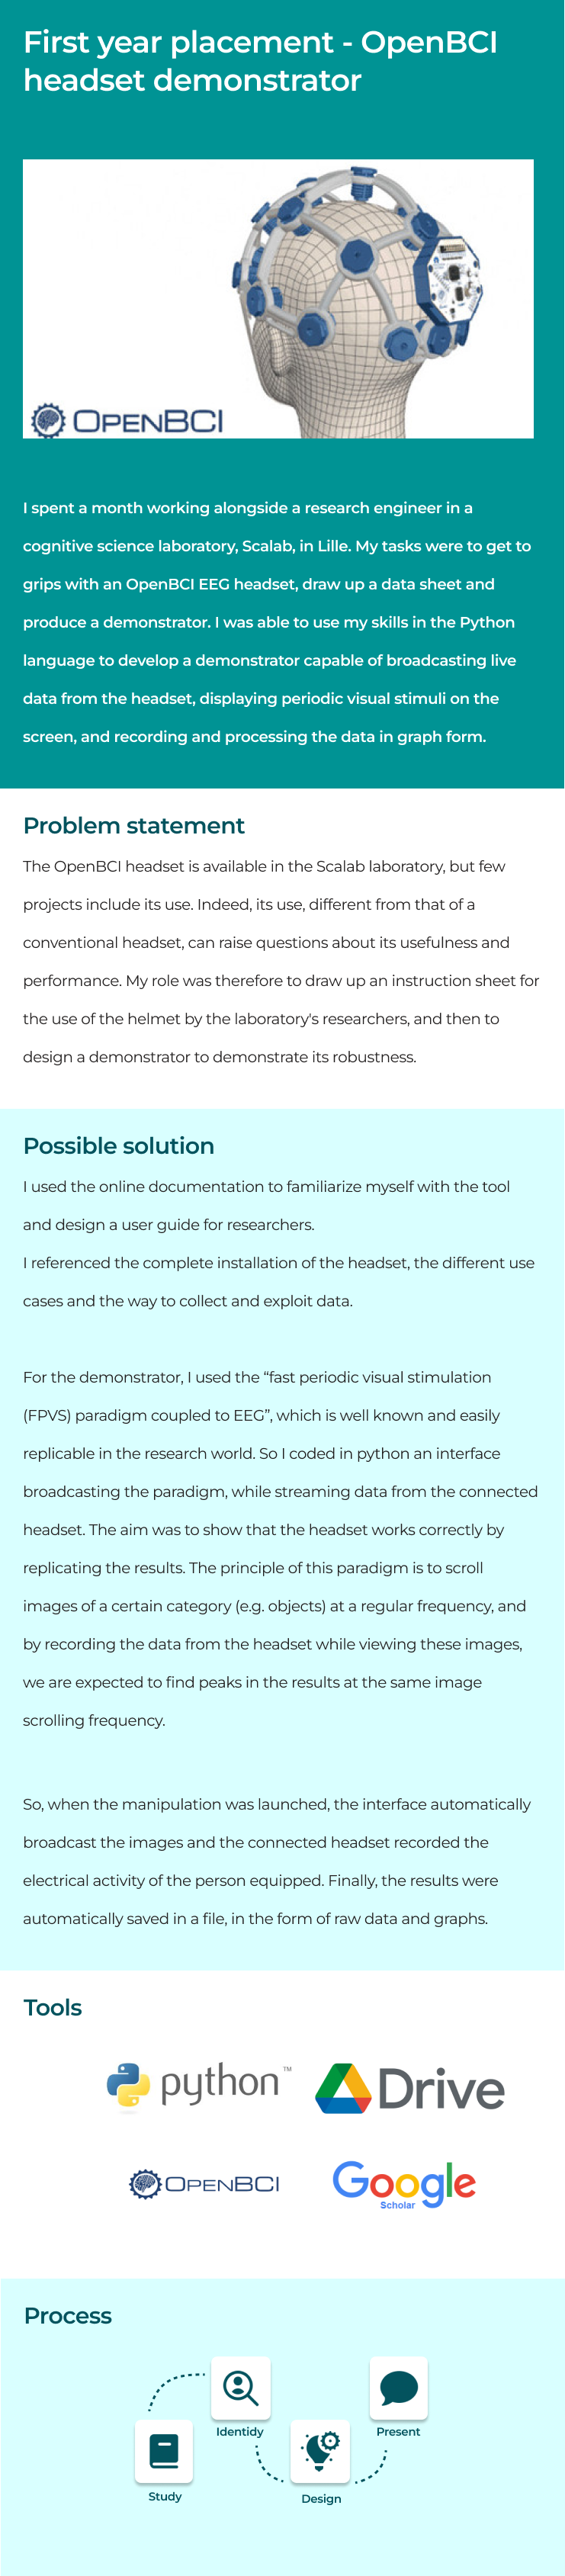 First year placement - OpenBCI
headset demonstrator
OPENBCI
I spent a month working alongside a research engineer in a
cognitive science laboratory, Scalab, in Lille. My tasks were to get to
grips with an OpenBCI EEG headset, draw up a data sheet and
produce a demonstrator. I was able to use my skills in the Python
language to develop a demonstrator capable of broadcasting live
data from the headset, displaying periodic visual stimuli on the
screen, and recording and processing the data in graph form.
Problem statement
The OpenBCI headset is available in the Scalab laboratory, but few
projects include its use. Indeed, its use, different from that of a
conventional headset, can raise questions about its usefulness and
performance. My role was therefore to draw up an instruction sheet for
the use of the helmet by the laboratory's researchers, and then to
design a demonstrator to demonstrate its robustness.
Possible solution
I used the online documentation to familiarize myself with the tool
and design a user guide for researchers.
I referenced the complete installation of the headset, the different use
cases and the way to collect and exploit data.
For the demonstrator, I used the “fast periodic visual stimulation
(FPVS) paradigm coupled to EEG”, which is well known and easily
replicable in the research world. So I coded in python an interface
broadcasting the paradigm, while streaming data from the connected
headset. The aim was to show that the headset works correctly by
replicating the results. The principle of this paradigm is to scroll
images of a certain category (e.g. objects) at a regular frequency, and
by recording the data from the headset while viewing these images,
we are expected to find peaks in the results at the same image
scrolling frequency.
So, when the manipulation was launched, the interface automatically
broadcast the images and the connected headset recorded the
electrical activity of the person equipped. Finally, the results were
automatically saved in a file, in the form of raw data and graphs.
Tools
python™
Drive
OPENBCI
Google
Scholar
Process
Identidy
Present
Study
Design